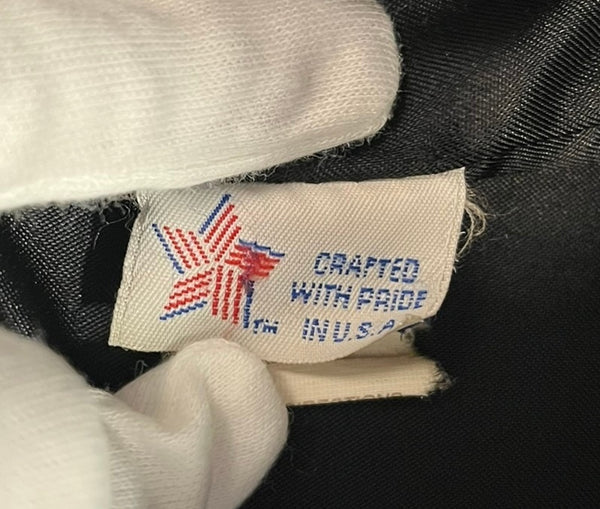 CRAFTED
WITH PRIDE
IN U.S.A.
TM